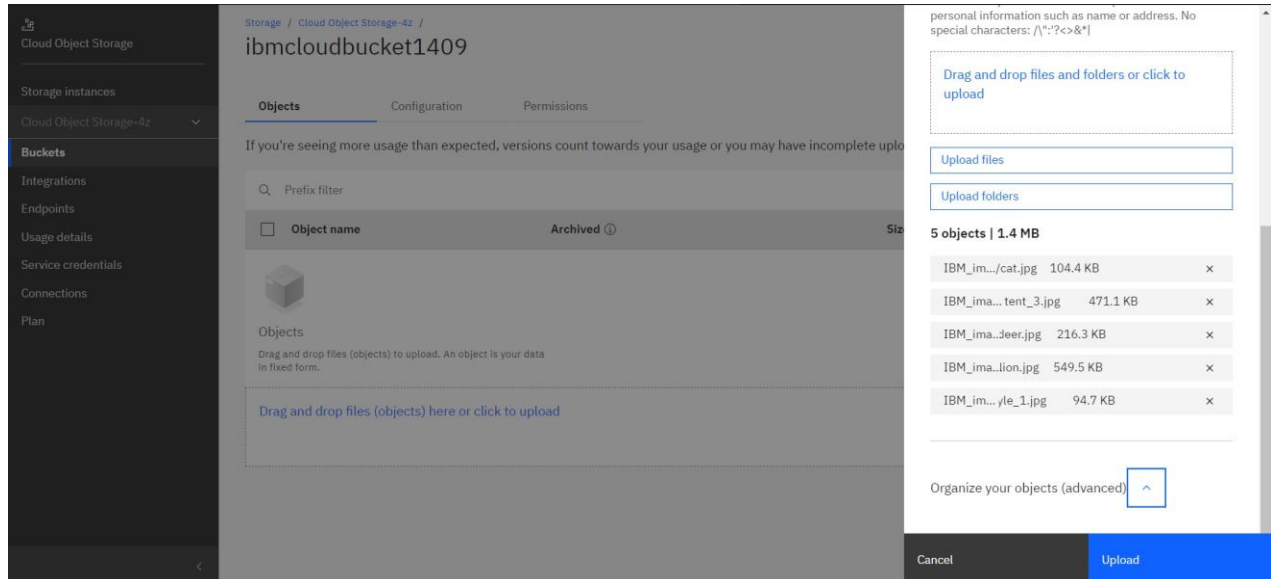 Cloud Object Storage
Storage instances
Cloud Object Storage-4z
Buckets
Integrations
Endpoints
Usage details
Service credentials
Connections
Plan
Storage / Cloud Object Storage-4z /
ibmcloudbucket1409
Objects Configuration Permissions
If you're seeing more usage than expected, versions count towards your usage or you may have incomplete uplo
Prefix filter
Object name Archived Siz
Objects
Drag and drop files (objects) to upload. An object is your data
in fixed form.
Drag and drop files (objects) here or click to upload
personal information such as name or address. No
special characters: /\":'?<>&*|
Drag and drop files and folders or click to
upload
Upload files
Upload folders
5 objects | 1.4 MB
IBM_im.../cat.jpg 104.4 KB
IBM_ima... tent_3.jpg 471.1 KB
IBM_ima..deer.jpg 216.3 KB
IBM_ima..lion.jpg 549.5 KB
IBM_im... yle_1.jpg 94.7 KB
Organize your objects (advanced)
Cancel Upload